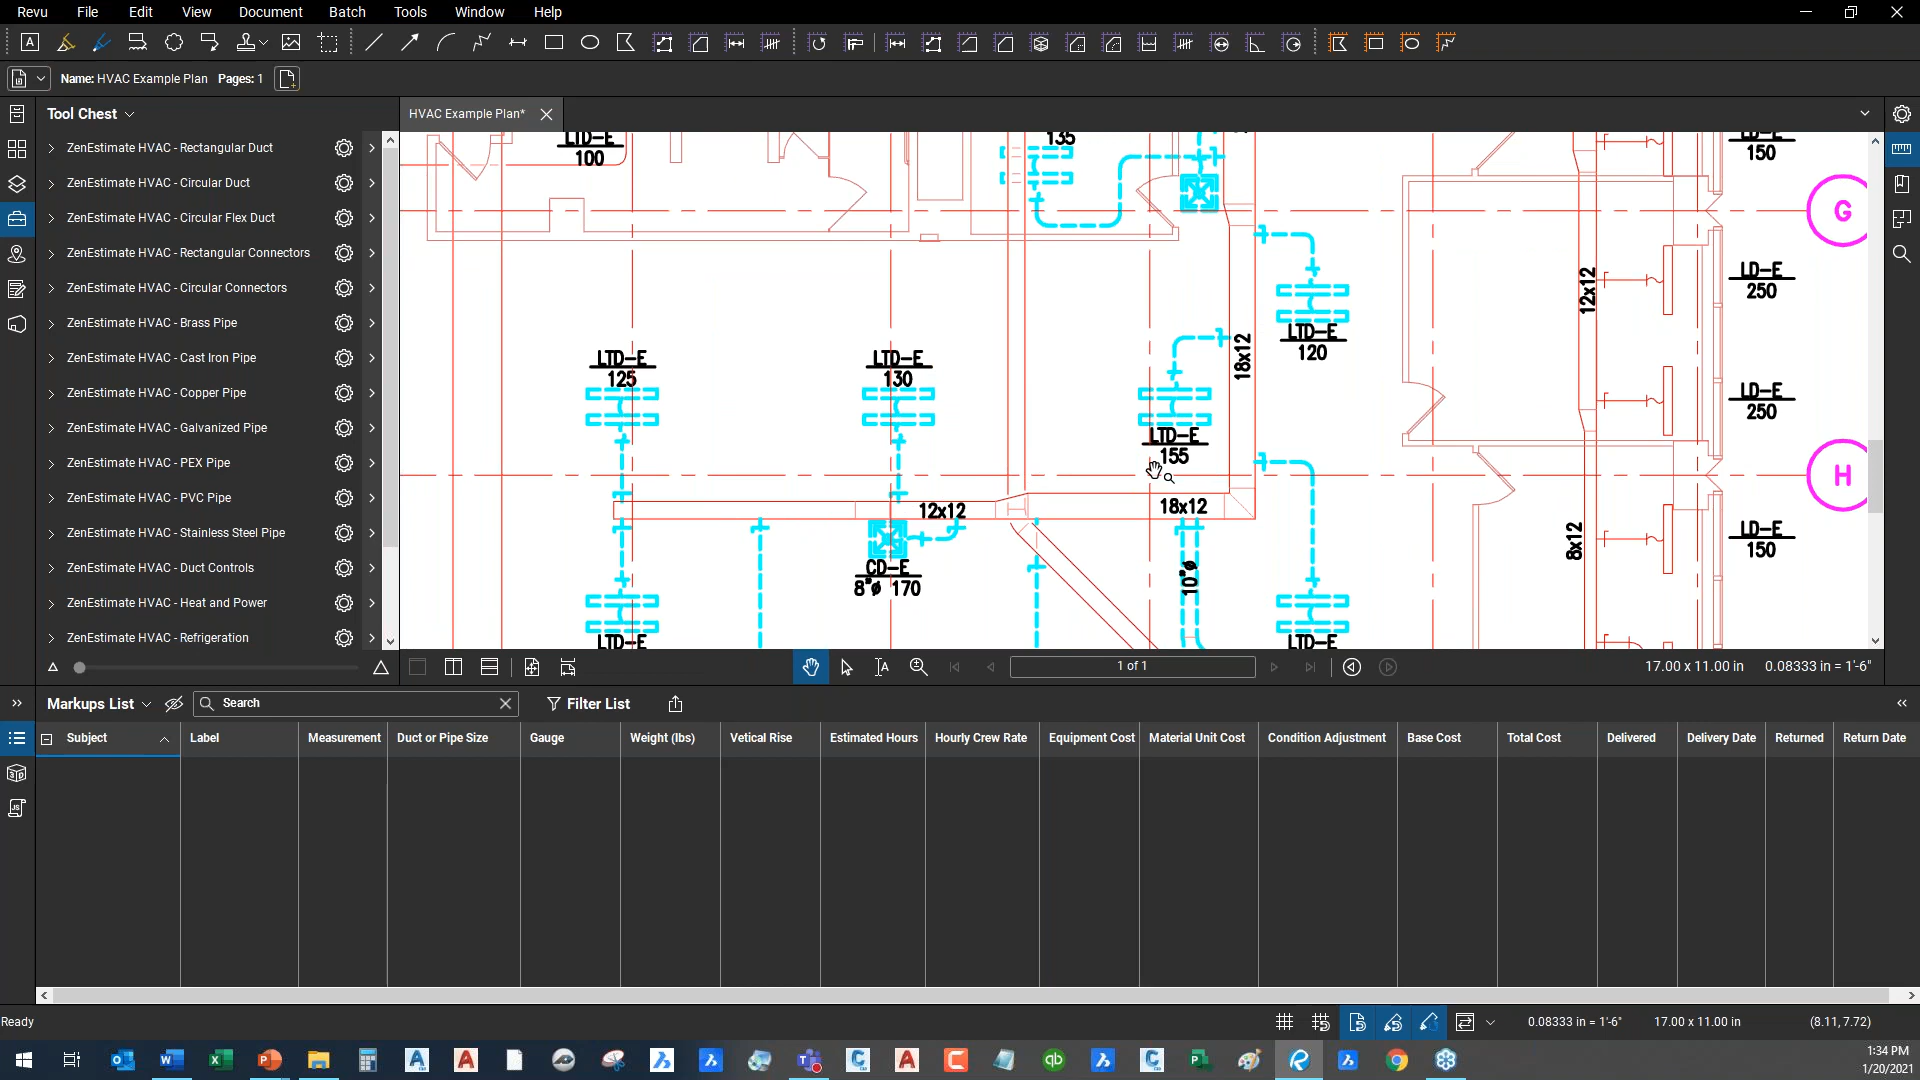 Revu File Edit View Document Batch Tools Window Help
Name: HVAC Example Plan Pages: 1
Tool Chest
HVAC Example Plan*
ZenEstimate HVAC - Rectangular Duct
ZenEstimate HVAC - Circular Duct
ZenEstimate HVAC - Circular Flex Duct
ZenEstimate HVAC - Rectangular Connectors
ZenEstimate HVAC - Circular Connectors
ZenEstimate HVAC - Brass Pipe
ZenEstimate HVAC - Cast Iron Pipe
ZenEstimate HVAC - Copper Pipe
ZenEstimate HVAC - Galvanized Pipe
ZenEstimate HVAC - PEX Pipe
ZenEstimate HVAC - PVC Pipe
ZenEstimate HVAC - Stainless Steel Pipe
ZenEstimate HVAC - Duct Controls
ZenEstimate HVAC - Heat and Power
ZenEstimate HVAC - Refrigeration
LTD-E
100
135
LD-E
150
G
LD-E
250
12x12
LTD-E
120
18x12
LTD-E
125
LTD-E
130
LD-E
250
LTD-E
155
H
12x12
18x12
8x12
LD-E
150
CD-E
8"ø 170
10"ø
LTD-E
LTD-E
1 of 1
17.00 x 11.00 in
0.08333 in = 1'-6"
Markups List
Search
Filter List
Subject Label Measurement Duct or Pipe Size Gauge Weight (lbs) Vetical Rise Estimated Hours Hourly Crew Rate Equipment Cost Material Unit Cost Condition Adjustment Base Cost Total Cost Delivered Delivery Date Returned Return Date
Ready
0.08333 in = 1'-6"
17.00 x 11.00 in
(8.11, 7.72)
1:34 PM
1/20/2021